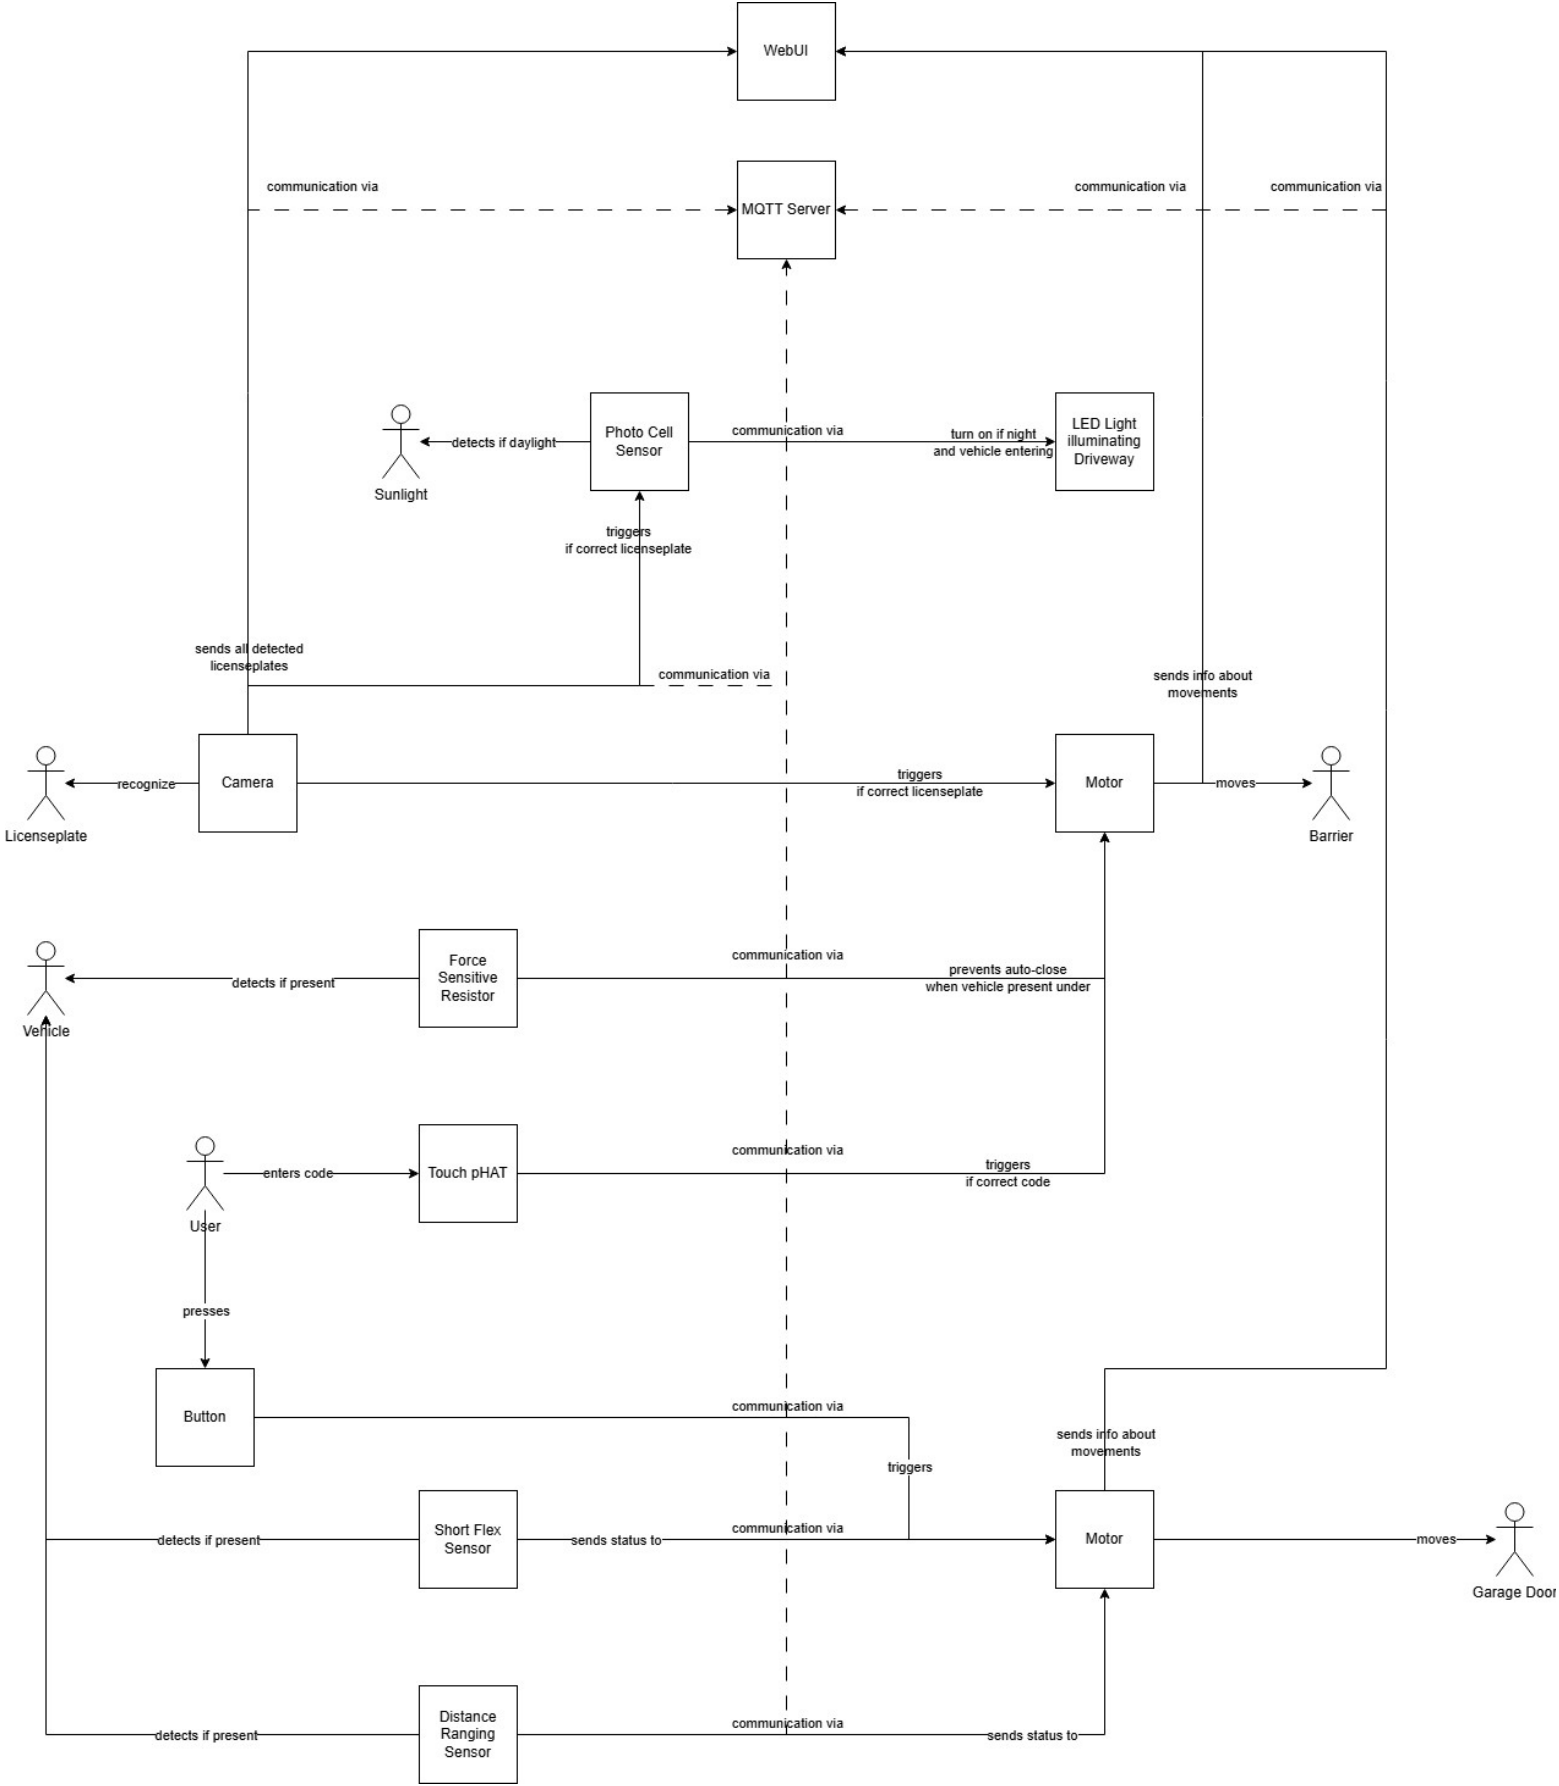 WebUI
communication via
communication via
communication via
MQTT Server
LED Light
illuminating
Driveway
Photo Cell
Sensor
communication via
turn on if night
and vehicle entering
detects if daylight
Sunlight
triggers
if correct licenseplate
sends all detected
licenseplates
communication via
sends info about
movements
Camera
Motor
recognize
triggers
if correct licenseplate
moves
Licenseplate
Barrier
Force
Sensitive
Resistor
communication via
prevents auto-close
when vehicle present under
detects if present
Vehicle
communication via
enters code
Touch pHAT
triggers
if correct code
User
presses
Button
communication via
sends info about
movements
triggers
Short Flex
Sensor
detects if present
sends status to
communication via
Motor
moves
Garage Door
Distance
Ranging
Sensor
detects if present
communication via
sends status to